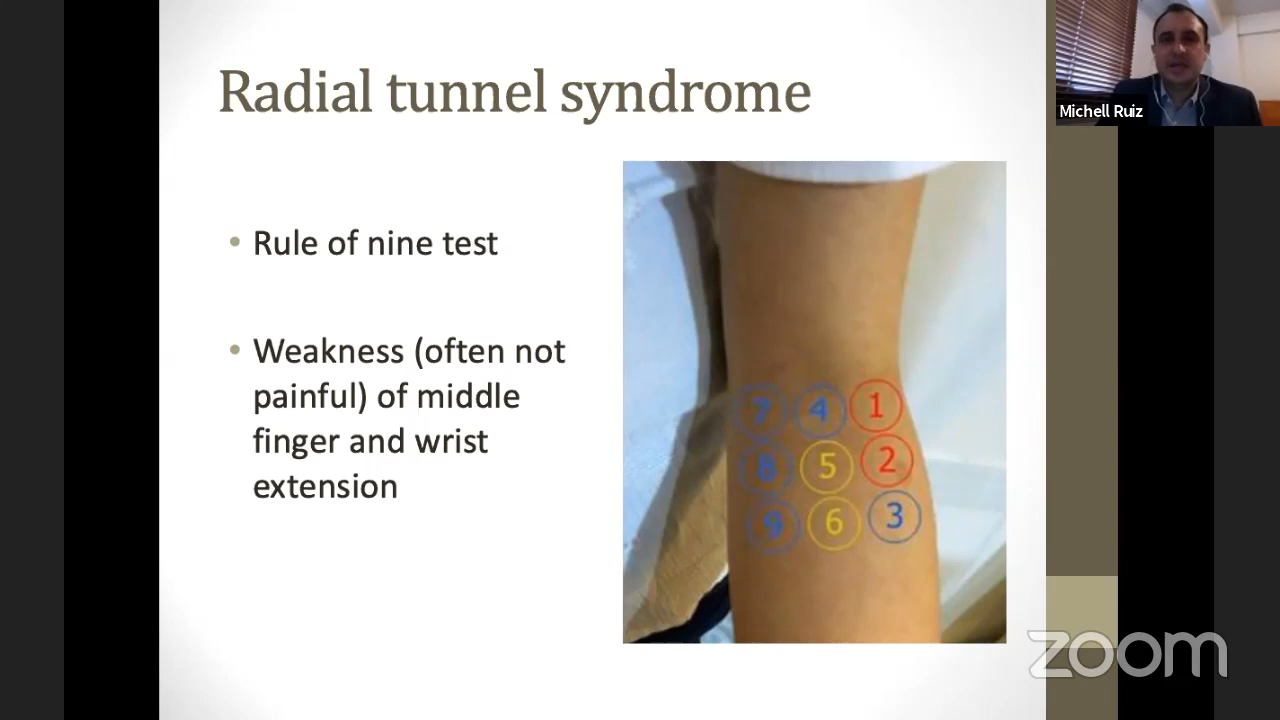 Radial tunnel syndrome
Michell Ruiz
• Rule of nine test
• Weakness (often not
painful) of middle
finger and wrist
extension
7 4 1
8 5 2
9 6 3
zoom